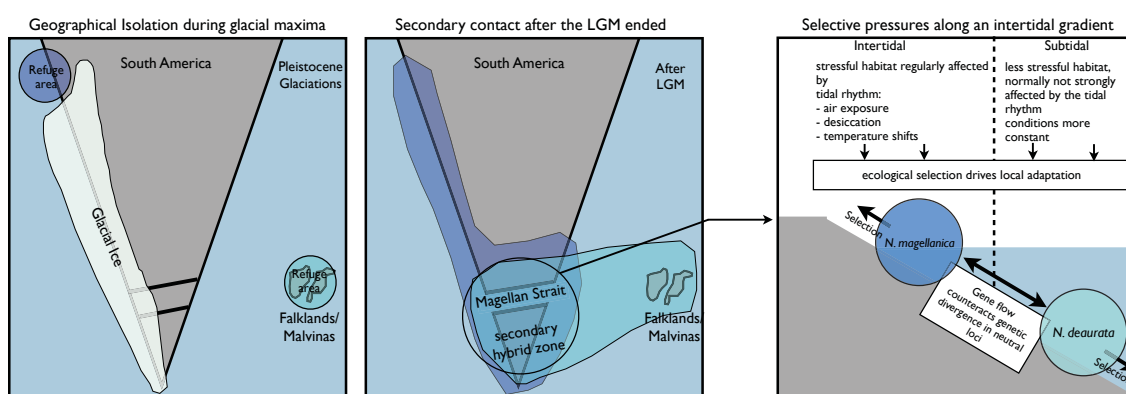 Geographical Isolation during glacial maxima
Refuge
area
South America
Pleistocene
Glaciations
Glacial Ice
Refuge
area
Falklands/
Malvinas
Secondary contact after the LGM ended
South America
After
LGM
Magellan Strait
secondary
hybrid zone
Falklands/
Malvinas
Selective pressures along an intertidal gradient
Intertidal
stressful habitat regularly affected
by
tidal rhythm:
- air exposure
- desiccation
- temperature shifts
Subtidal
less stressful habitat,
normally not strongly
affected by the tidal
rhythm
conditions more
constant
ecological selection drives local adaptation
Selection
N. magellanica
Gene flow
counteracts genetic
divergence in neutral
loci
N. deaurata
Selection